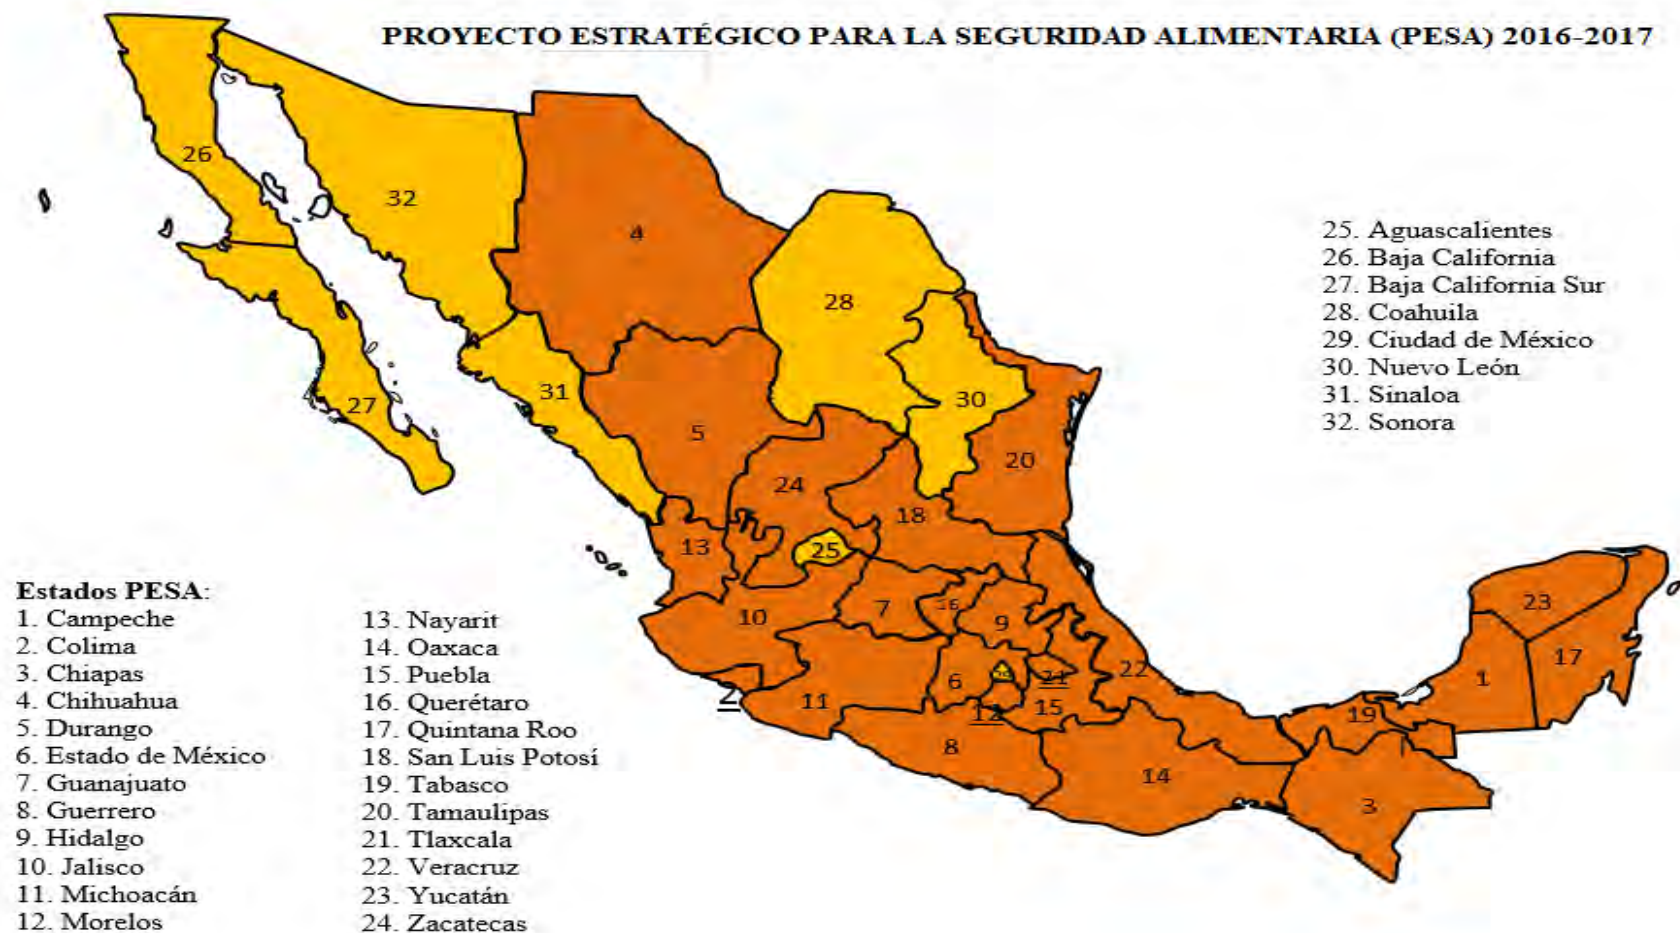 PROYECTO ESTRATÉGICO PARA LA SEGURIDAD ALIMENTARIA (PESA) 2016-2017
26
32
4
28
27
31
30
5
20
24
18
13
25
10
7
16
9
6
21
22
2
11
12
15
8
14
19
3
1
23
17
25. Aguascalientes
26. Baja California
27. Baja California Sur
28. Coahuila
29. Ciudad de México
30. Nuevo León
31. Sinaloa
32. Sonora
Estados PESA:
1. Campeche
2. Colima
3. Chiapas
4. Chihuahua
5. Durango
6. Estado de México
7. Guanajuato
8. Guerrero
9. Hidalgo
10. Jalisco
11. Michoacán
12. Morelos
13. Nayarit
14. Oaxaca
15. Puebla
16. Querétaro
17. Quintana Roo
18. San Luis Potosí
19. Tabasco
20. Tamaulipas
21. Tlaxcala
22. Veracruz
23. Yucatán
24. Zacatecas